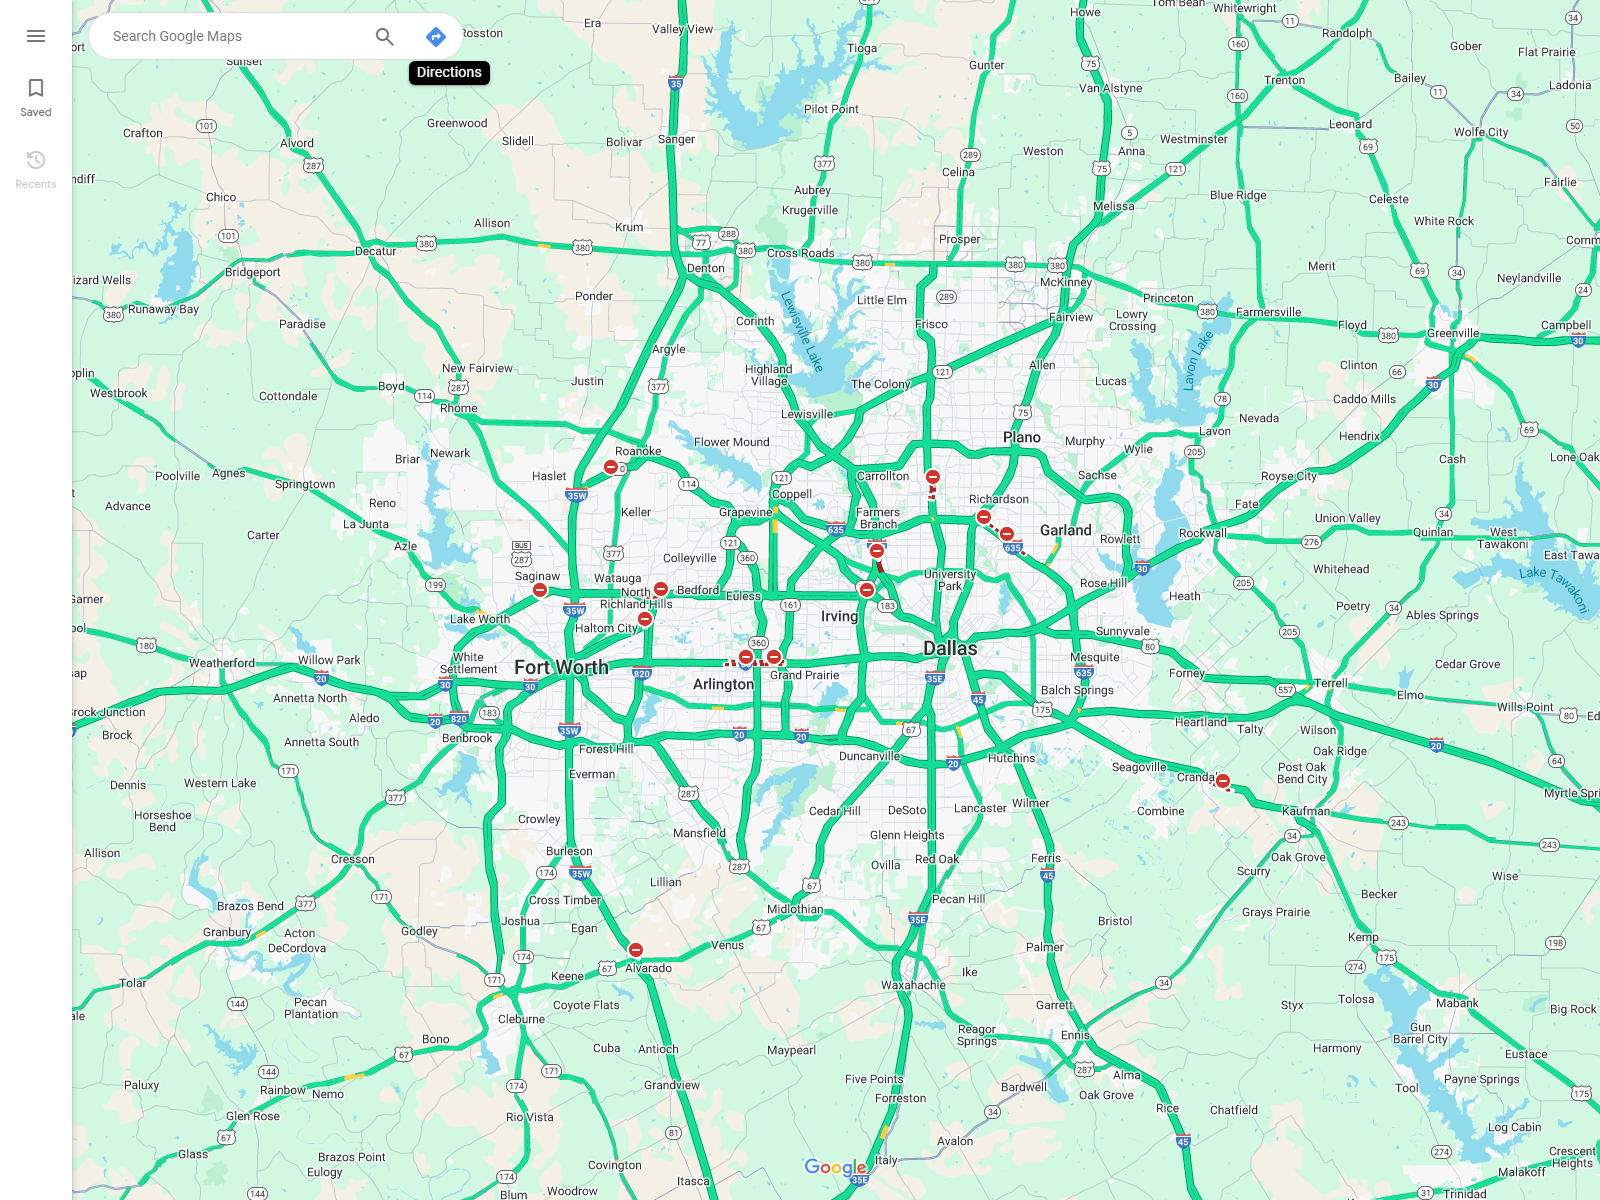 Search Google Maps
Directions
Saved
Recents
Era
Valley View
Rosston
Tioga
Howe
Tom Bean
Whitewright
Randolph
Gober
Flat Prairie
Ladonia
Sunset
Gunter
Van Alstyne
Trenton
Bailey
Pilot Point
Crafton
Greenwood
Slidell
Bolivar
Sanger
Alvord
Weston
Anna
Westminster
Leonard
Wolfe City
Celina
Chico
Aubrey
Krugerville
Blue Ridge
Celeste
Fairlie
Melissa
White Rock
Allison
Krum
Decatur
Prosper
Cross Roads
Denton
Bridgeport
Merit
Neylandville
McKinney
Runaway Bay
Ponder
Little Elm
Princeton
Paradise
Corinth
Frisco
Fairview
Lowry
Crossing
Farmersville
Floyd
Greenville
Campbell
Lewisville Lake
Lavon Lake
Argyle
New Fairview
Justin
Highland
Village
The Colony
Allen
Lucas
Clinton
Westbrook
Boyd
Cottondale
Caddo Mills
Rhome
Lewisville
Nevada
Flower Mound
Plano
Murphy
Lavon
Hendrix
Briar
Newark
Roanoke
Wylie
Cash
Lone Oak
Poolville
Agnes
Springtown
Haslet
Carrollton
Sachse
Royse City
Advance
Reno
La Junta
Keller
Coppell
Grapevine
Farmers
Branch
Richardson
Garland
Fate
Union Valley
Carter
Azle
Colleyville
Rowlett
Rockwall
Quinlan
West
Tawakoni
East Tawa
Lake Tawakoni
Saginaw
Watauga
North
Richland Hills
Bedford
Euless
University
Park
Rose Hill
Heath
Whitehead
Poetry
Ables Springs
Lake Worth
Haltom City
Irving
Dallas
Sunnyvale
Weatherford
Willow Park
White
Settlement
Fort Worth
Grand Prairie
Arlington
Mesquite
Balch Springs
Forney
Cedar Grove
Terrell
Elmo
Wills Point
Annetta North
Aledo
Brock Junction
Brock
Annetta South
Benbrook
Forest Hill
Duncanville
Hutchins
Heartland
Talty
Wilson
Oak Ridge
Everman
Seagoville
Post Oak
Bend City
Dennis
Western Lake
Combine
Kaufman
Horseshoe
Bend
Crowley
Mansfield
Cedar Hill
DeSoto
Glenn Heights
Lancaster
Wilmer
Allison
Cresson
Burleson
Ovilla
Red Oak
Ferris
Oak Grove
Scurry
Wise
Lillian
Cross Timber
Pecan Hill
Becker
Brazos Bend
Granbury
Acton
DeCordova
Godley
Joshua
Egan
Midlothian
Bristol
Grays Prairie
Kemp
Venus
Palmer
Tolar
Keene
Alvarado
Ike
Waxahachie
Pecan
Plantation
Coyote Flats
Garrett
Styx
Tolosa
Mabank
Big Rock
Cleburne
Bono
Cuba
Antioch
Maypearl
Reagor
Springs
Ennis
Harmony
Gun
Barrel City
Eustace
Paluxy
Rainbow
Nemo
Grandview
Five Points
Forreston
Bardwell
Alma
Oak Grove
Tool
Payne Springs
Glen Rose
Rio Vista
Rice
Chatfield
Log Cabin
Glass
Brazos Point
Eulogy
Covington
Avalon
Italy
Crescent
Heights
Malakoff
Blum
Woodrow
Itasca
Trinidad
Google